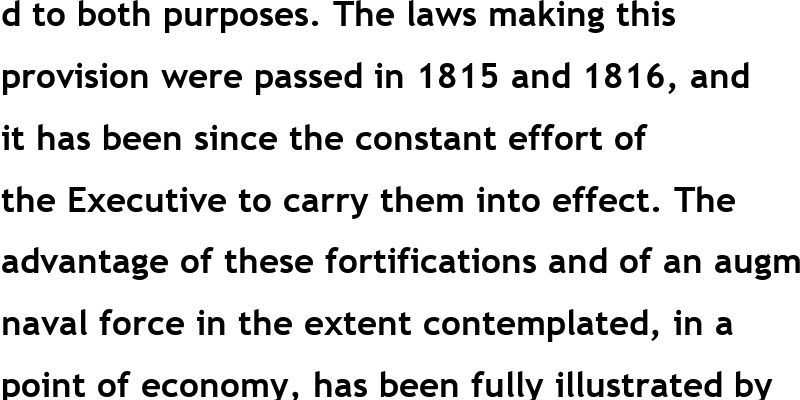 d to both purposes. The laws making this
provision were passed in 1815 and 1816, and
it has been since the constant effort of
the Executive to carry them into effect. The
advantage of these fortifications and of an augm
naval force in the extent contemplated, in a
point of economy, has been fully illustrated by